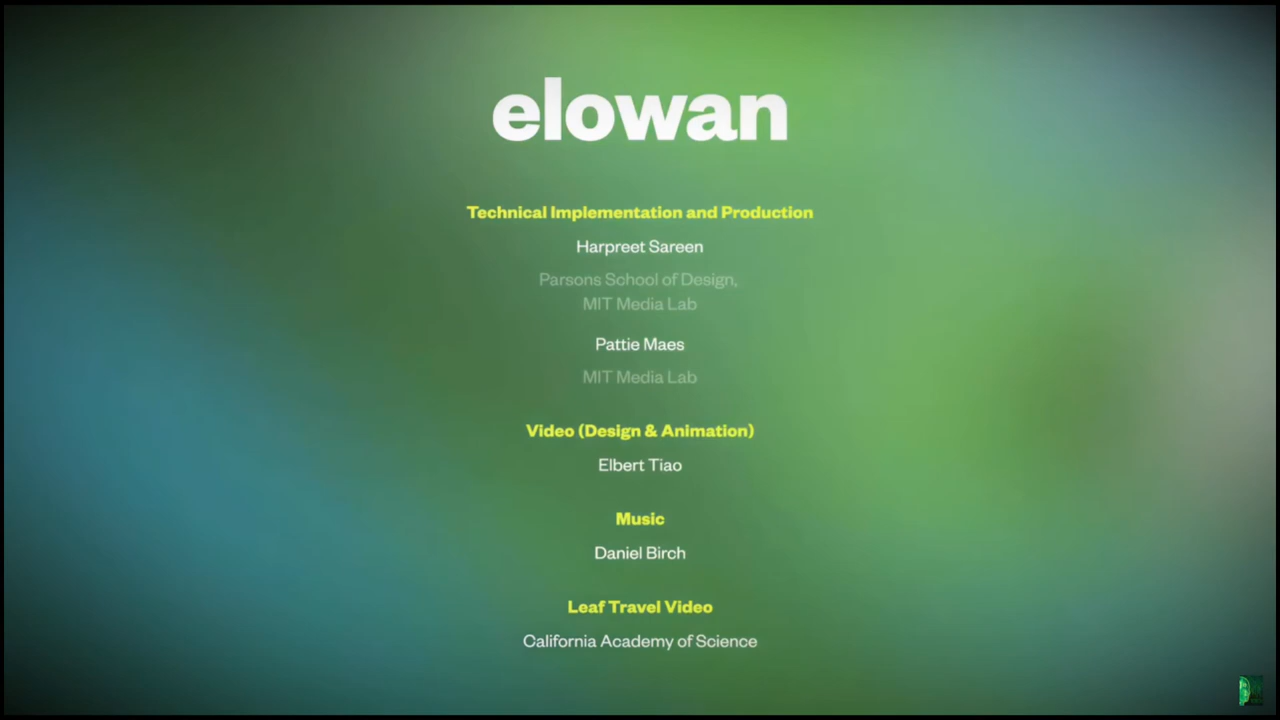 elowan
Technical Implementation and Production
Harpreet Sareen
Parsons School of Design,
MIT Media Lab
Pattie Maes
MIT Media Lab
Video (Design & Animation)
Elbert Tiao
Music
Daniel Birch
Leaf Travel Video
California Academy of Science